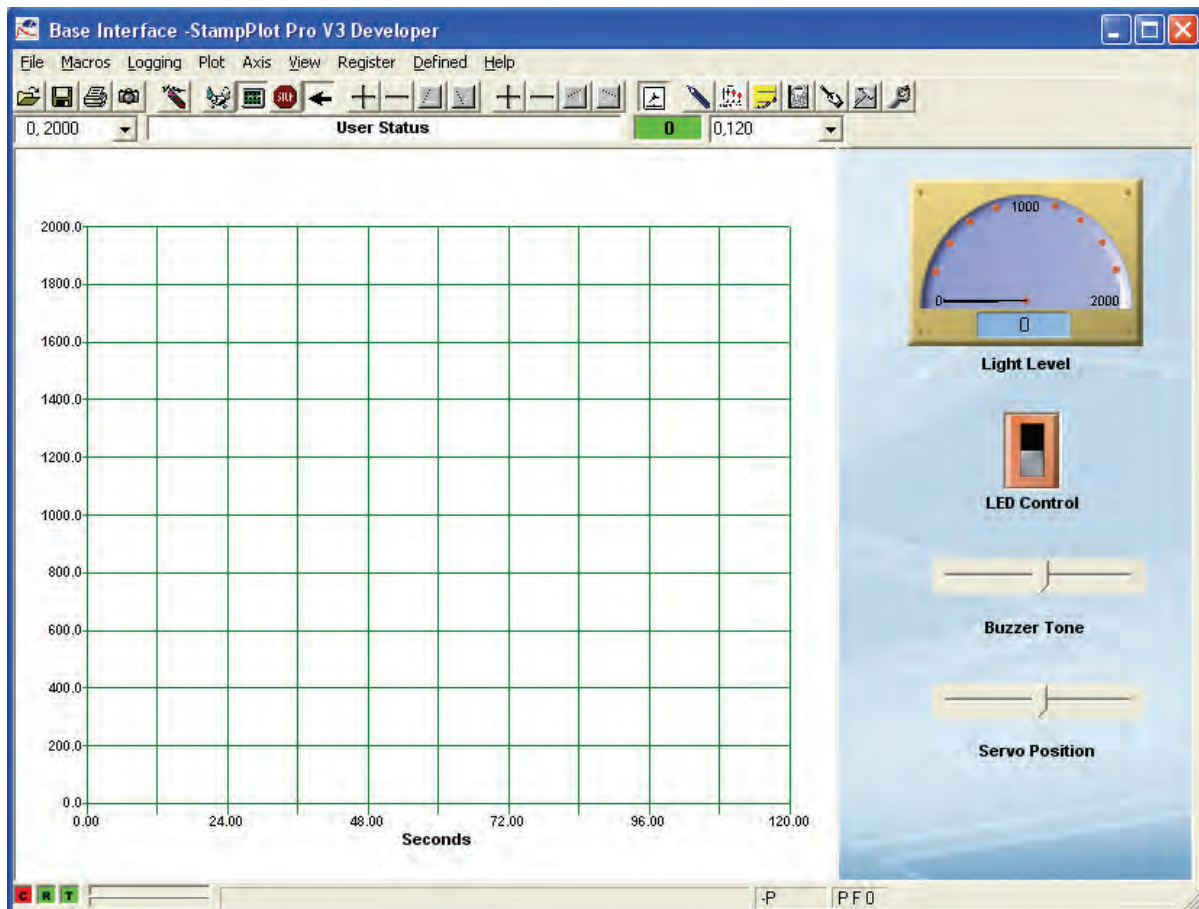 Base Interface -StampPlot Pro V3 Developer
File Macros Logging Plot Axis View Register Defined Help
STOP
0, 2000
User Status
0
0,120
2000.0
1800.0
1600.0
1400.0
1200.0
1000.0
800.0
600.0
400.0
200.0
0.0
0.00 24.00 48.00 72.00 96.00 120.00
Seconds
1000
0 2000
0
Light Level
LED Control
Buzzer Tone
Servo Position
C R T
-P
P F 0